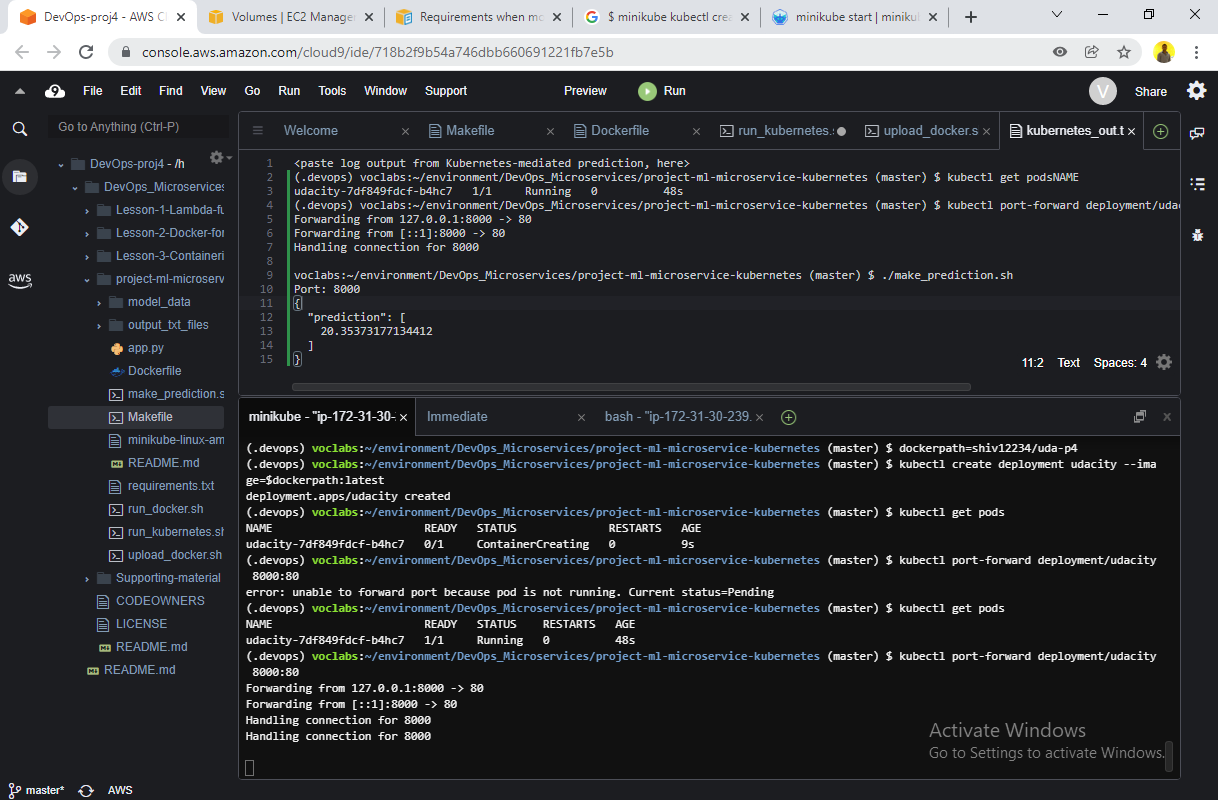 DevOps-proj4 - AWS Cl
Volumes | EC2 Manage
Requirements when mo
$ minikube kubectl crea
minikube start | miniku
console.aws.amazon.com/cloud9/ide/718b2f9b54a746dbb660691221fb7e5b
File Edit Find View Go Run Tools Window Support Preview Run
V Share
Go to Anything (Ctrl-P)
Welcome
Makefile
Dockerfile
run_kubernetes.s
upload_docker.s
kubernetes_out.t
DevOps-proj4 - /h
DevOps_Microservices
Lesson-1-Lambda-fu
Lesson-2-Docker-for
Lesson-3-Containeri
project-ml-microserv
model_data
output_txt_files
app.py
Dockerfile
make_prediction.s
Makefile
minikube-linux-am
README.md
requirements.txt
run_docker.sh
run_kubernetes.sh
upload_docker.sh
Supporting-material
CODEOWNERS
LICENSE
README.md
README.md
aws
1 <paste log output from Kubernetes-mediated prediction, here>
2 (.devops) voclabs:~/environment/DevOps_Microservices/project-ml-microservice-kubernetes (master) $ kubectl get podsNAME
3 udacity-7df849fdcf-b4hc7 1/1 Running 0 48s
4 (.devops) voclabs:~/environment/DevOps_Microservices/project-ml-microservice-kubernetes (master) $ kubectl port-forward deployment/udac
5 Forwarding from 127.0.0.1:8000 -> 80
6 Forwarding from [::1]:8000 -> 80
7 Handling connection for 8000
8
9 voclabs:~/environment/DevOps_Microservices/project-ml-microservice-kubernetes (master) $ ./make_prediction.sh
10 Port: 8000
11 {
12 "prediction": [
13 20.35373177134412
14 ]
15 }
11:2 Text Spaces: 4
minikube - "ip-172-31-30-
Immediate
bash - "ip-172-31-30-239.
(.devops) voclabs:~/environment/DevOps_Microservices/project-ml-microservice-kubernetes (master) $ dockerpath=shiv12234/uda-p4
(.devops) voclabs:~/environment/DevOps_Microservices/project-ml-microservice-kubernetes (master) $ kubectl create deployment udacity --ima
ge=$dockerpath:latest
deployment.apps/udacity created
(.devops) voclabs:~/environment/DevOps_Microservices/project-ml-microservice-kubernetes (master) $ kubectl get pods
NAME READY STATUS RESTARTS AGE
udacity-7df849fdcf-b4hc7 0/1 ContainerCreating 0 9s
(.devops) voclabs:~/environment/DevOps_Microservices/project-ml-microservice-kubernetes (master) $ kubectl port-forward deployment/udacity
8000:80
error: unable to forward port because pod is not running. Current status=Pending
(.devops) voclabs:~/environment/DevOps_Microservices/project-ml-microservice-kubernetes (master) $ kubectl get pods
NAME READY STATUS RESTARTS AGE
udacity-7df849fdcf-b4hc7 1/1 Running 0 48s
(.devops) voclabs:~/environment/DevOps_Microservices/project-ml-microservice-kubernetes (master) $ kubectl port-forward deployment/udacity
8000:80
Forwarding from 127.0.0.1:8000 -> 80
Forwarding from [::1]:8000 -> 80
Handling connection for 8000
Handling connection for 8000
Activate Windows
Go to Settings to activate Windows.
master* AWS